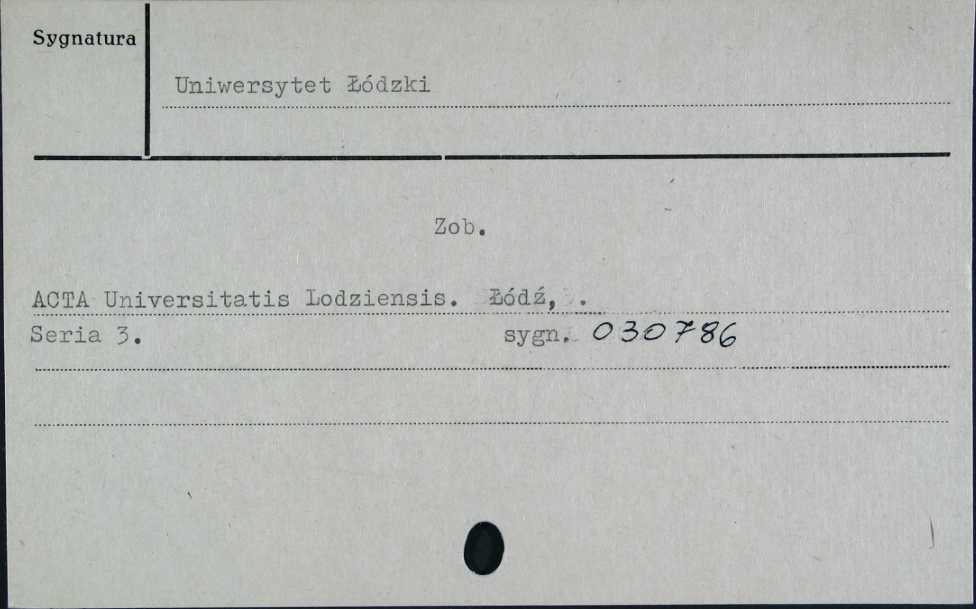 Sygnatura
Uniwersytet Łódzki
Zob.
ACTA Universitatis Lodziensis. Łódź, .
Seria 3. sygn. 030786